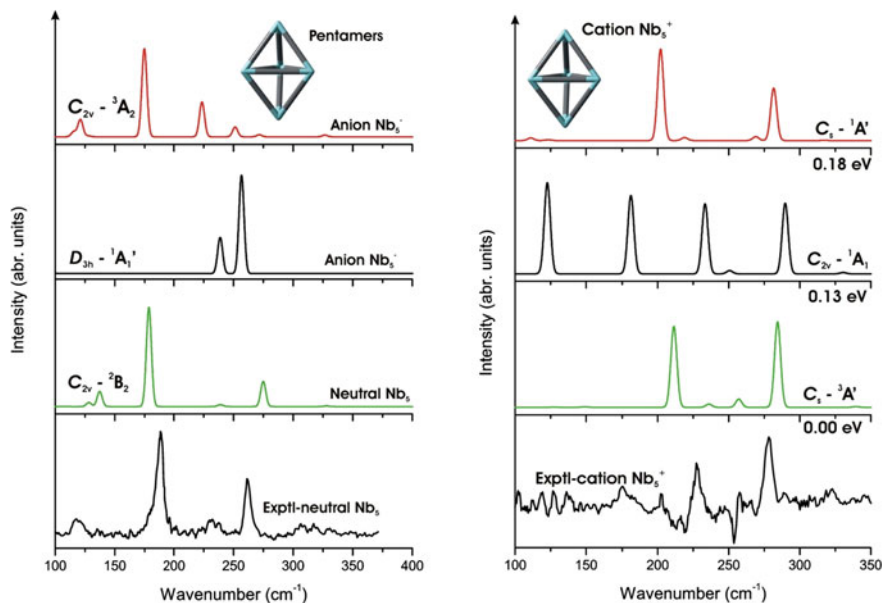 Pentamers
C2v - ³A2
Anion Nb5-
D3h - ¹A1'
Anion Nb5-
C2v - ²B2
Neutral Nb5
Exptl-neutral Nb5
Intensity (abr. units)
100 150 200 250 300 350 400
Wavenumber (cm-1)
Cation Nb5+
Cs - ¹A'
0.18 eV
C2v - ¹A1
0.13 eV
Cs - ³A'
0.00 eV
Exptl-cation Nb5+
Intensity (abr. units)
100 150 200 250 300 350
Wavenumber (cm-1)